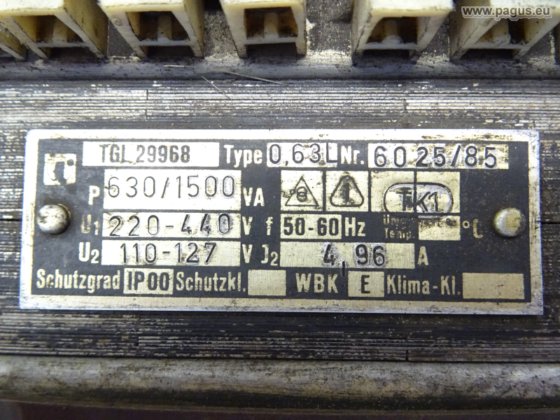 www.pagus.eu
TGL 29968 Type 0,63L Nr. 6025/85
P 630/1500 VA TK1
U1 220-440 V f 50-60 Hz °C
U2 110-127 V J2 4,96 A
Schutzgrad IP00 Schutzkl. WBK E Klima-Kl.